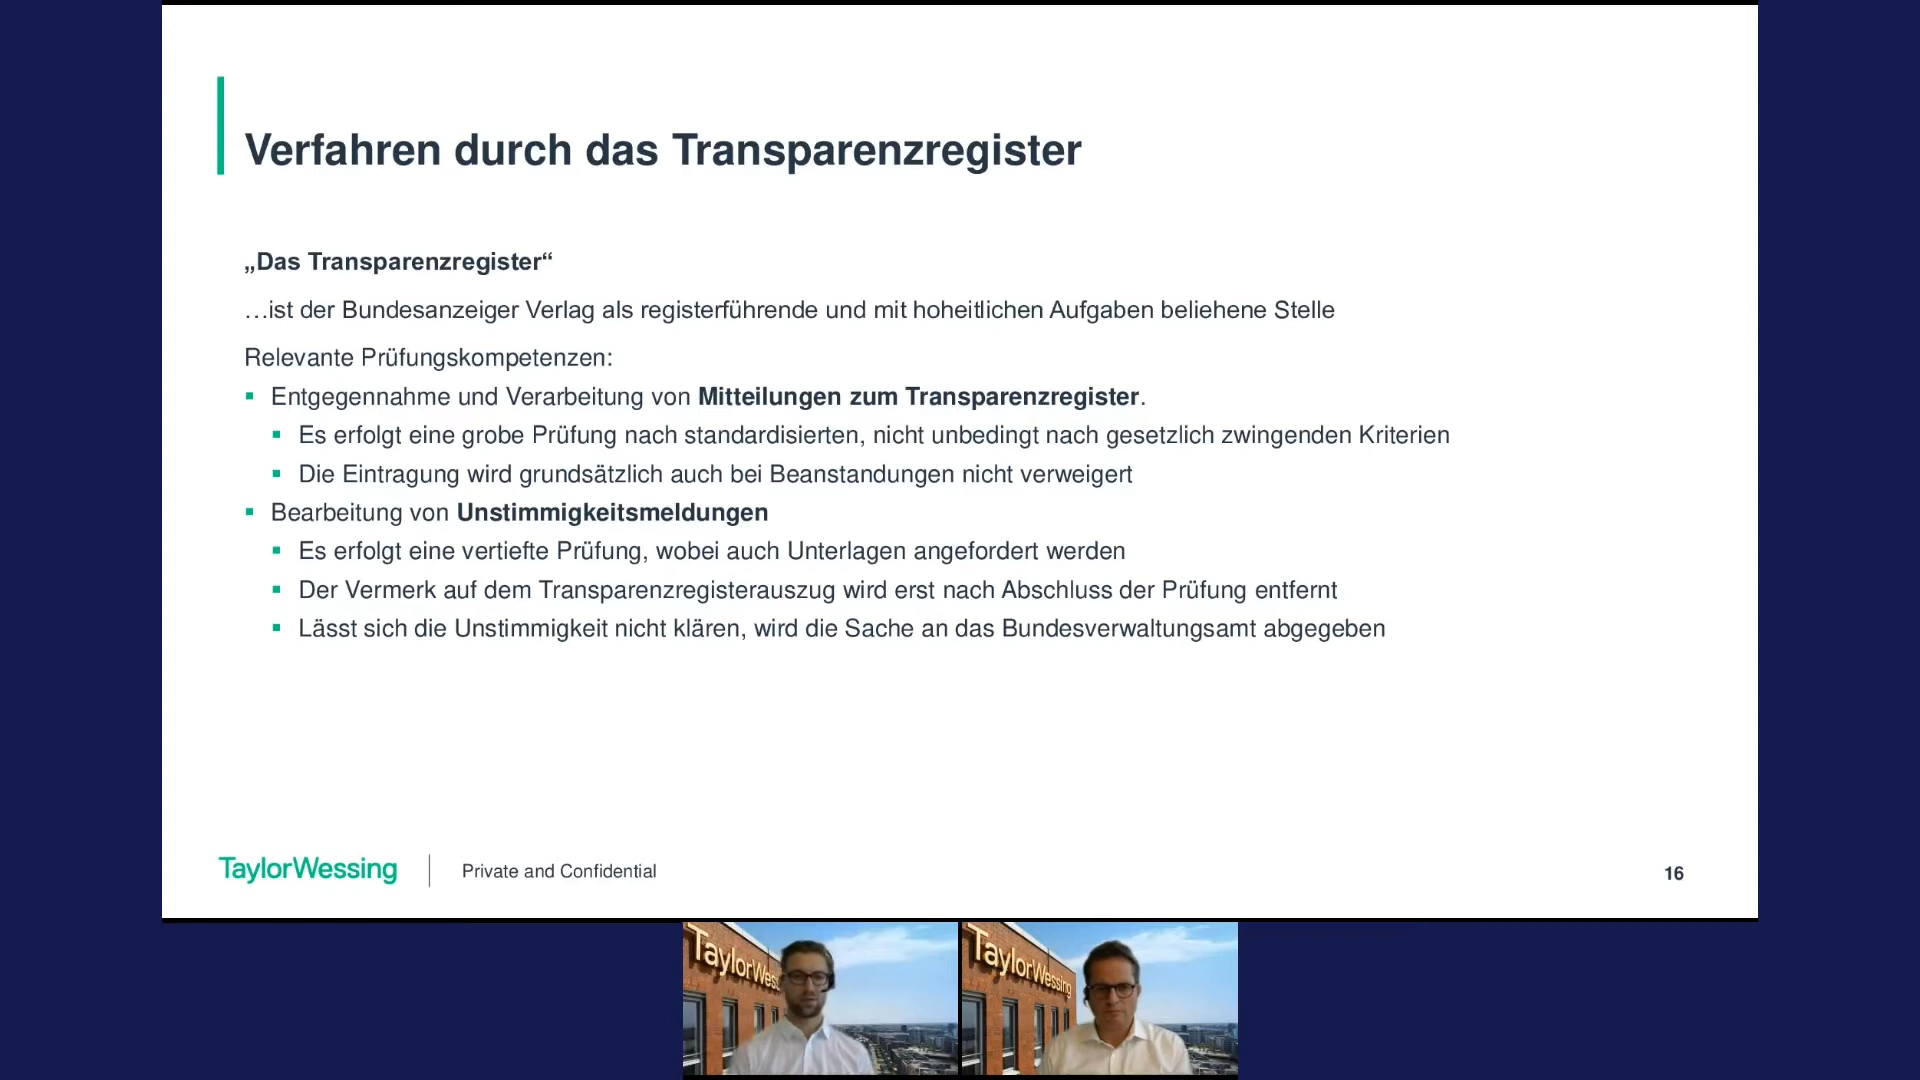 Verfahren durch das Transparenzregister
„Das Transparenzregister“
…ist der Bundesanzeiger Verlag als registerführende und mit hoheitlichen Aufgaben beliehene Stelle
Relevante Prüfungskompetenzen:
Entgegennahme und Verarbeitung von Mitteilungen zum Transparenzregister.
Es erfolgt eine grobe Prüfung nach standardisierten, nicht unbedingt nach gesetzlich zwingenden Kriterien
Die Eintragung wird grundsätzlich auch bei Beanstandungen nicht verweigert
Bearbeitung von Unstimmigkeitsmeldungen
Es erfolgt eine vertiefte Prüfung, wobei auch Unterlagen angefordert werden
Der Vermerk auf dem Transparenzregisterauszug wird erst nach Abschluss der Prüfung entfernt
Lässt sich die Unstimmigkeit nicht klären, wird die Sache an das Bundesverwaltungsamt abgegeben
TaylorWessing
Private and Confidential
16
TaylorWess
TaylorWessing